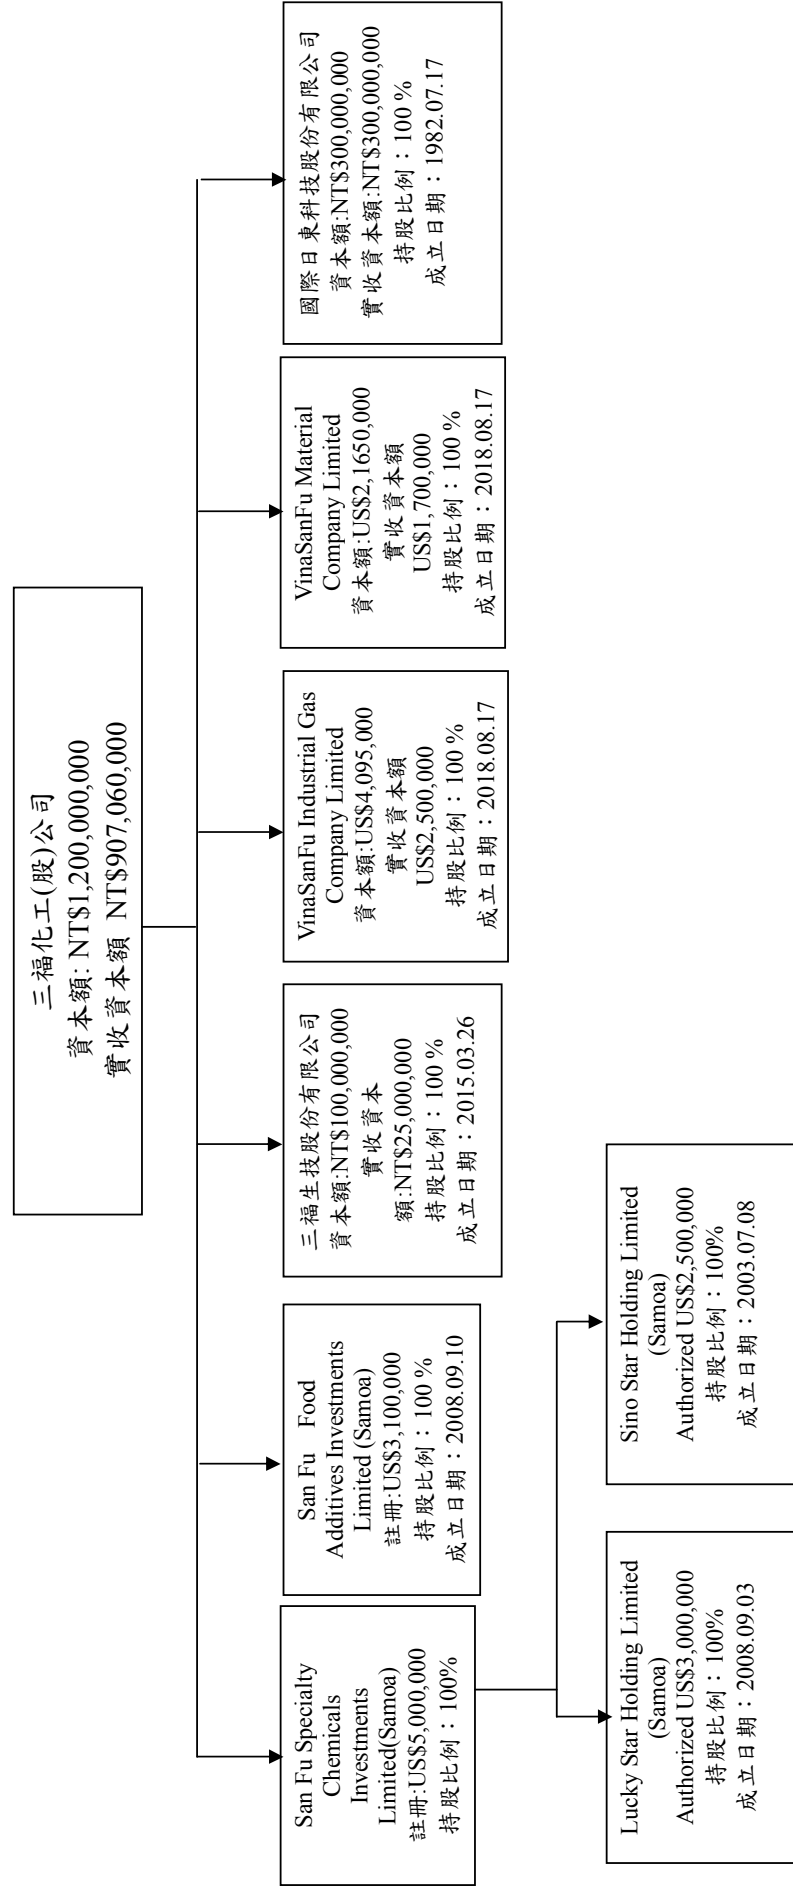 三福化工(股)公司
資本額: NT$1,200,000,000
實收資本額 NT$907,060,000
San Fu Specialty
Chemicals
Investments
Limited(Samoa)
註冊:US$5,000,000
持股比例：100%
San Fu Food
Additives Investments
Limited (Samoa)
註冊:US$3,100,000
持股比例：100 %
成立日期：2008.09.10
三福生技股份有限公司
資本額:NT$100,000,000
實收資本
額:NT$25,000,000
持股比例：100 %
成立日期：2015.03.26
VinaSanFu Industrial Gas
Company Limited
資本額:US$4,095,000
實收資本額
US$2,500,000
持股比例：100 %
成立日期：2018.08.17
VinaSanFu Material
Company Limited
資本額:US$2,1650,000
實收資本額
US$1,700,000
持股比例：100 %
成立日期：2018.08.17
國際日東科技股份有限公司
資本額:NT$300,000,000
實收資本額:NT$300,000,000
持股比例：100 %
成立日期：1982.07.17
Lucky Star Holding Limited
(Samoa)
Authorized US$3,000,000
持股比例：100%
成立日期：2008.09.03
Sino Star Holding Limited
(Samoa)
Authorized US$2,500,000
持股比例：100%
成立日期：2003.07.08